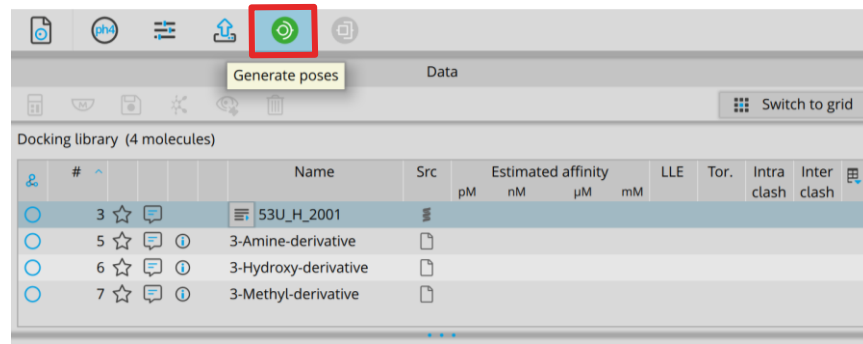 ph4
Generate poses
Data
Switch to grid
Docking library (4 molecules)
# Name Src Estimated affinity LLE Tor. Intra Inter
pM nM μM mM clash clash
3 53U_H_2001
5 3-Amine-derivative
6 3-Hydroxy-derivative
7 3-Methyl-derivative